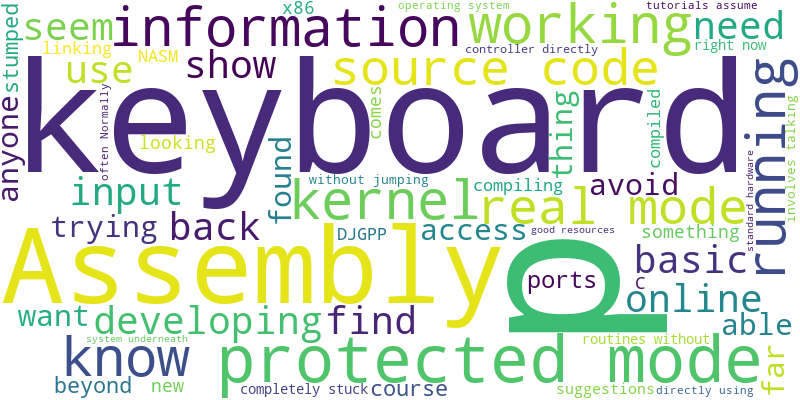 x86
operating system
tutorials assume
seem
information
working
need
stumped
linking
NASM
show
controller directly
right now
use
source code
keyboard
anyone
often Normally
looking
comes
thing
compiled
running
involves talking
found
without jumping
compiling
avoid
standard hardware
input
kernel
real mode
trying
back
DJGPP
access
good resources
something
Assembly
p
ports
C
basic
online
want
developing
find
able
system underneath
routines without
know
protected mode
far
beyond
new
completely stuck
course
suggestions
directly using